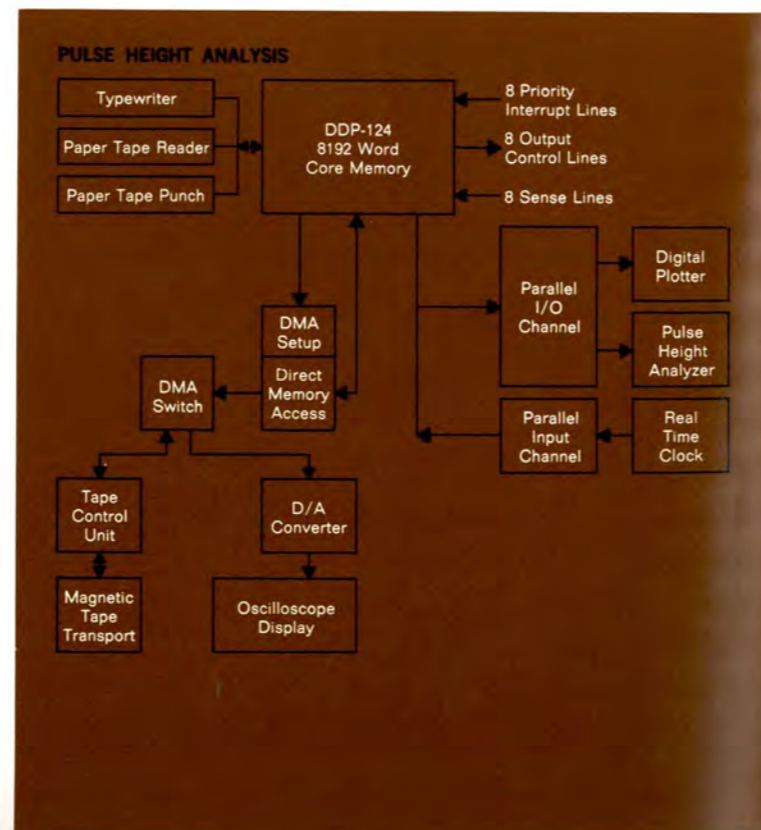 PULSE HEIGHT ANALYSIS
Typewriter
Paper Tape Reader
Paper Tape Punch
DDP-124
8192 Word
Core Memory
8 Priority
Interrupt Lines
8 Output
Control Lines
8 Sense Lines
Parallel
I/O
Channel
Digital
Plotter
Pulse
Height
Analyzer
DMA
Setup
Direct
Memory
Access
DMA
Switch
Parallel
Input
Channel
Real
Time
Clock
Tape
Control
Unit
D/A
Converter
Magnetic
Tape
Transport
Oscilloscope
Display